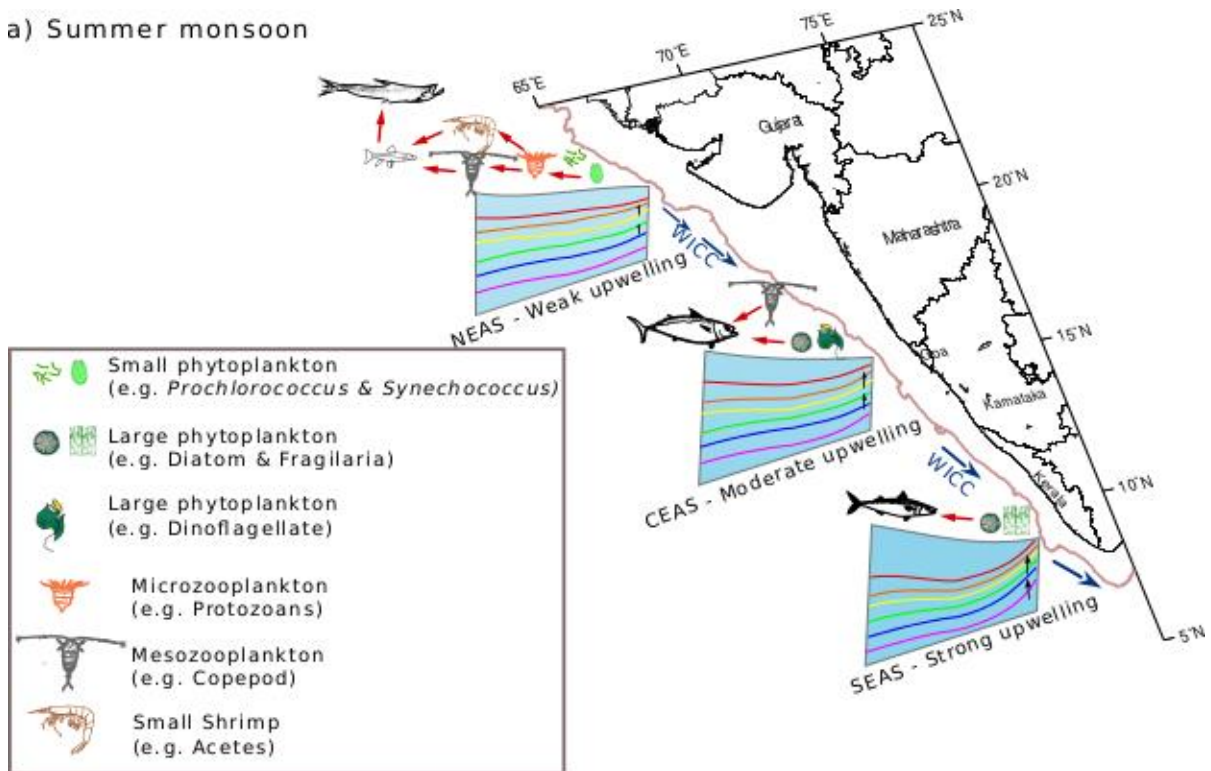 a) Summer monsoon
65°E
70°E
75°E
25°N
20°N
15°N
10°N
5°N
Gujarat
Maharashtra
Goa
Karnataka
Kerala
WICC
NEAS - Weak upwelling
CEAS - Moderate upwelling
WICC
SEAS - Strong upwelling
Small phytoplankton
(e.g. Prochlorococcus & Synechococcus)
Large phytoplankton
(e.g. Diatom & Fragilaria)
Large phytoplankton
(e.g. Dinoflagellate)
Microzooplankton
(e.g. Protozoans)
Mesozooplankton
(e.g. Copepod)
Small Shrimp
(e.g. Acetes)